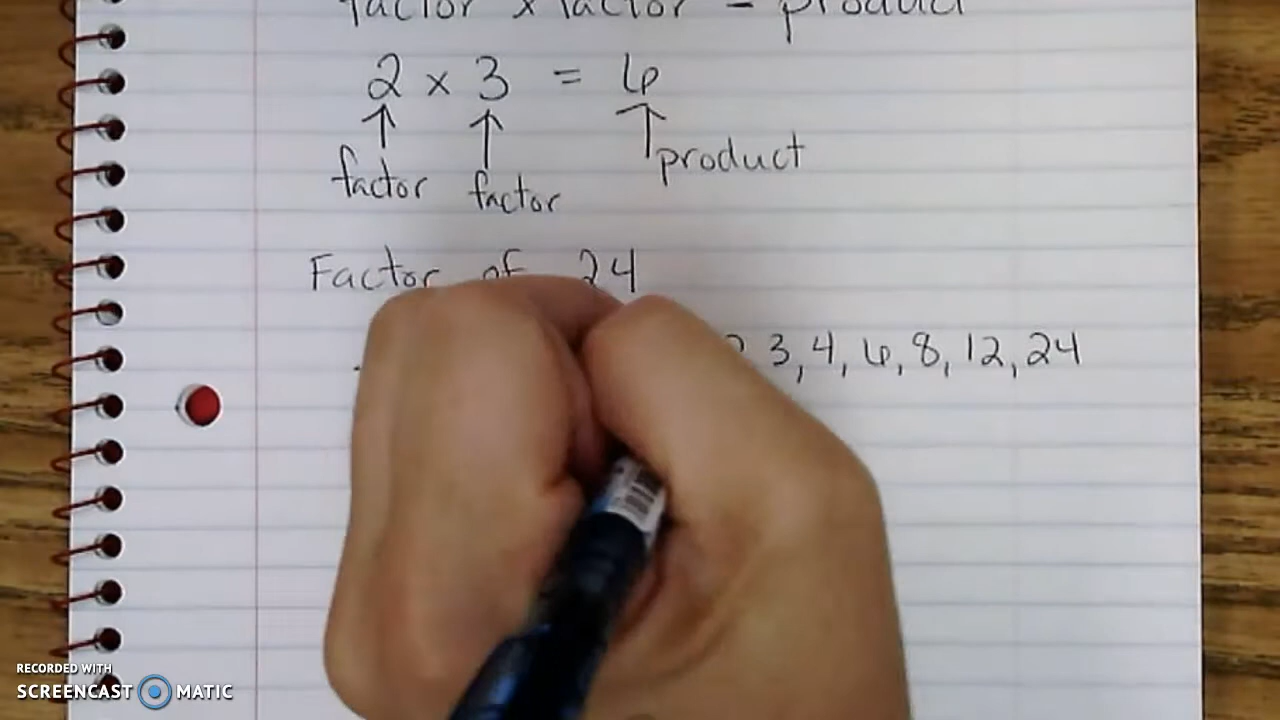 factor x factor = product
2 x 3 = 6
factor factor product
Factor of 24
2, 3, 4, 6, 8, 12, 24
RECORDED WITH
SCREENCAST MATIC